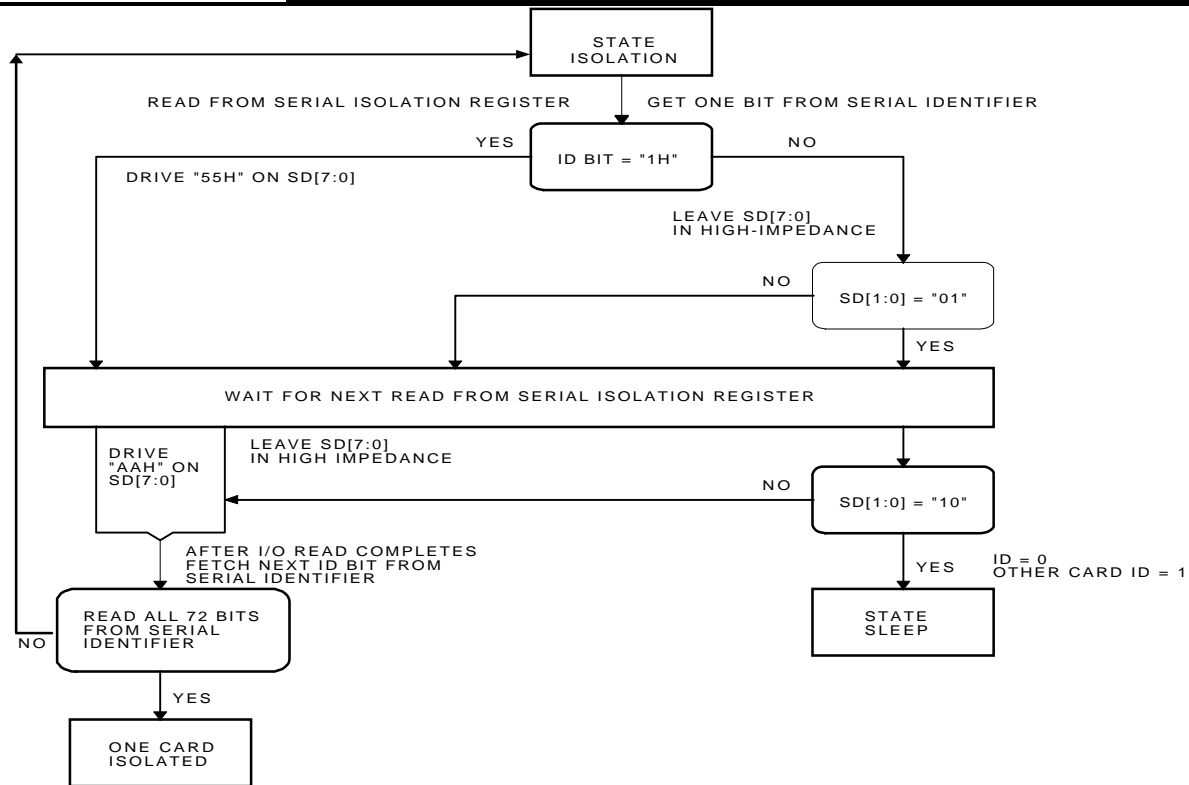 STATE
ISOLATION
READ FROM SERIAL ISOLATION REGISTER
GET ONE BIT FROM SERIAL IDENTIFIER
YES
ID BIT = "1H"
NO
DRIVE "55H" ON SD[7:0]
LEAVE SD[7:0]
IN HIGH-IMPEDANCE
NO
SD[1:0] = "01"
YES
WAIT FOR NEXT READ FROM SERIAL ISOLATION REGISTER
DRIVE
"AAH" ON
SD[7:0]
LEAVE SD[7:0]
IN HIGH IMPEDANCE
NO
SD[1:0] = "10"
AFTER I/O READ COMPLETES
FETCH NEXT ID BIT FROM
SERIAL IDENTIFIER
YES
ID = 0
OTHER CARD ID = 1
READ ALL 72 BITS
FROM SERIAL
IDENTIFIER
NO
STATE
SLEEP
YES
ONE CARD
ISOLATED